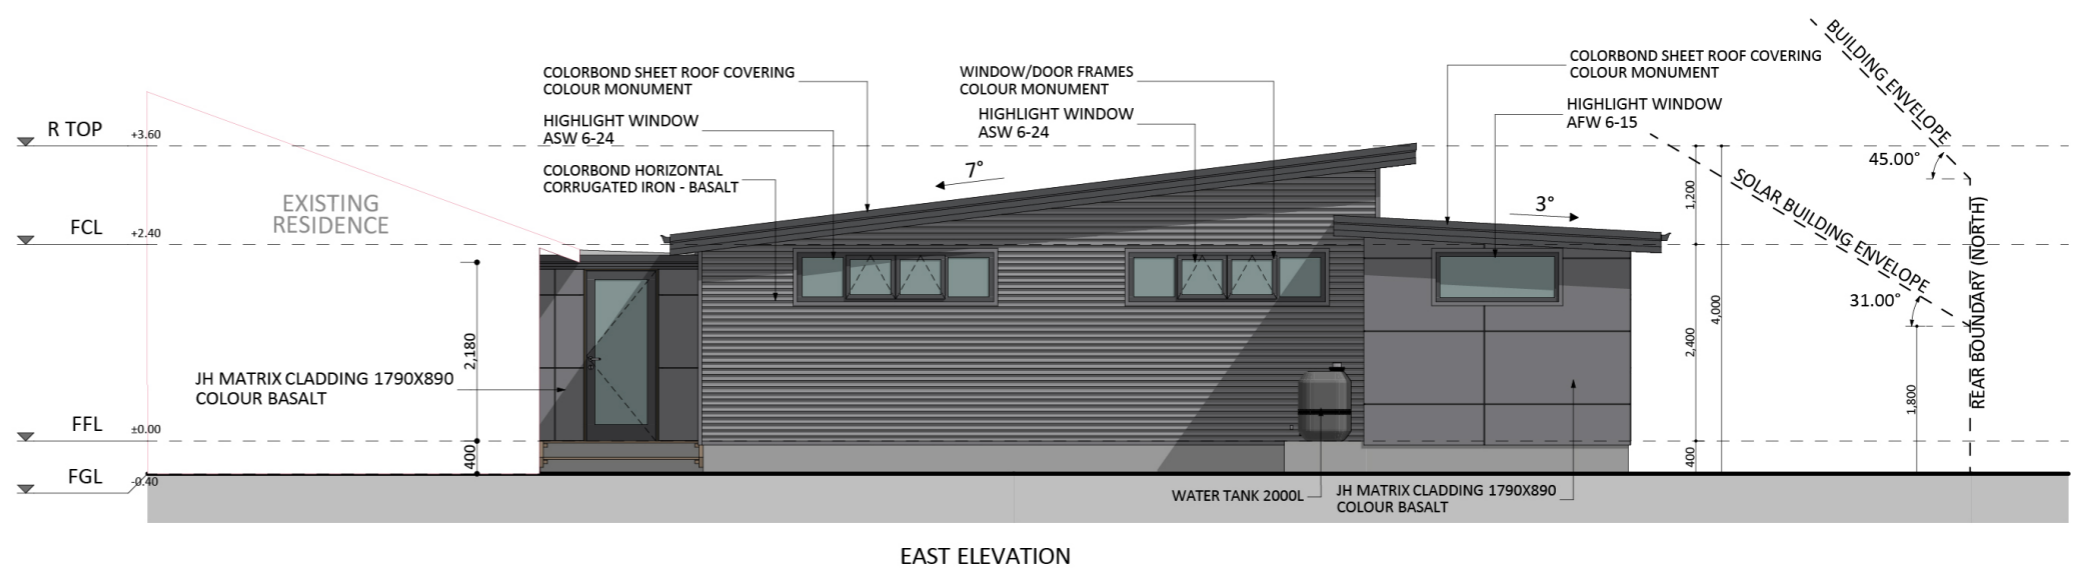 BUILDING ENVELOPE
COLORBOND SHEET ROOF COVERING
COLOUR MONUMENT
WINDOW/DOOR FRAMES
COLOUR MONUMENT
COLORBOND SHEET ROOF COVERING
COLOUR MONUMENT
HIGHLIGHT WINDOW
ASW 6-24
HIGHLIGHT WINDOW
ASW 6-24
HIGHLIGHT WINDOW
AFW 6-15
R TOP
+3.60
COLORBOND HORIZONTAL
CORRUGATED IRON - BASALT
7°
45.00°
EXISTING
RESIDENCE
3°
1,200
SOLAR BUILDING ENVELOPE
FCL
+2.40
31.00°
REAR BOUNDARY (NORTH)
4,000
2,180
2,400
1,800
JH MATRIX CLADDING 1790X890
COLOUR BASALT
FFL
±0.00
400
400
FGL
-0.40
WATER TANK 2000L
JH MATRIX CLADDING 1790X890
COLOUR BASALT
EAST ELEVATION